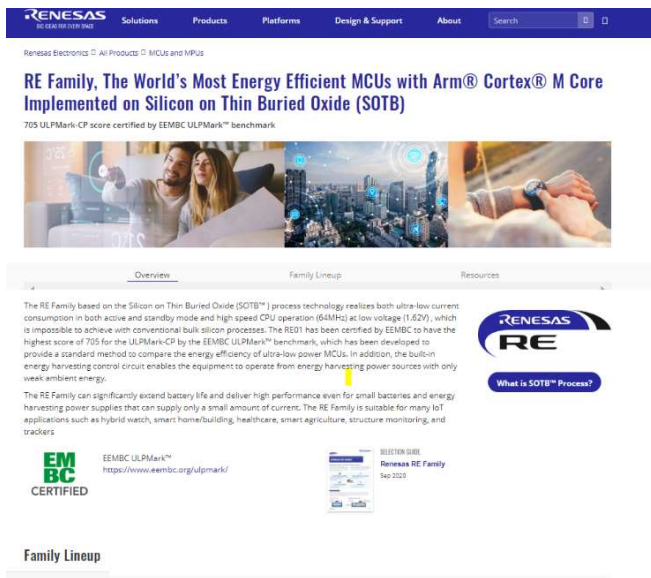 RENESAS
BIG IDEAS FOR EVERY SPACE
Solutions Products Platforms Design & Support About Search
Renesas Electronics All Products MCUs and MPUs
RE Family, The World's Most Energy Efficient MCUs with Arm® Cortex® M Core
Implemented on Silicon on Thin Buried Oxide (SOTB)
705 ULPMark-CP score certified by EEMBC ULPMark™ benchmark
Overview Family Lineup Resources
The RE Family based on the Silicon on Thin Buried Oxide (SOTB™ ) process technology realizes both ultra-low current
consumption in both active and standby mode and high speed CPU operation (64MHz) at low voltage (1.62V) , which
is impossible to achieve with conventional bulk silicon processes. The RE01 has been certified by EEMBC to have the
highest score of 705 for the ULPMark-CP by the EEMBC ULPMark™ benchmark, which has been developed to
provide a standard method to compare the energy efficiency of ultra-low power MCUs. In addition, the built-in
energy harvesting control circuit enables the equipment to operate from energy harvesting power sources with only
weak ambient energy.
The RE Family can significantly extend battery life and deliver high performance even for small batteries and energy
harvesting power supplies that can supply only a small amount of current. The RE Family is suitable for many IoT
applications such as hybrid watch, smart home/building, healthcare, smart agriculture, structure monitoring, and
trackers
RENESAS
RE
What is SOTB™ Process?
EM
BC
CERTIFIED
EEMBC ULPMark™
https://www.eembc.org/ulpmark/
SELECTION GUIDE
Renesas RE Family
Sep 2020
Family Lineup